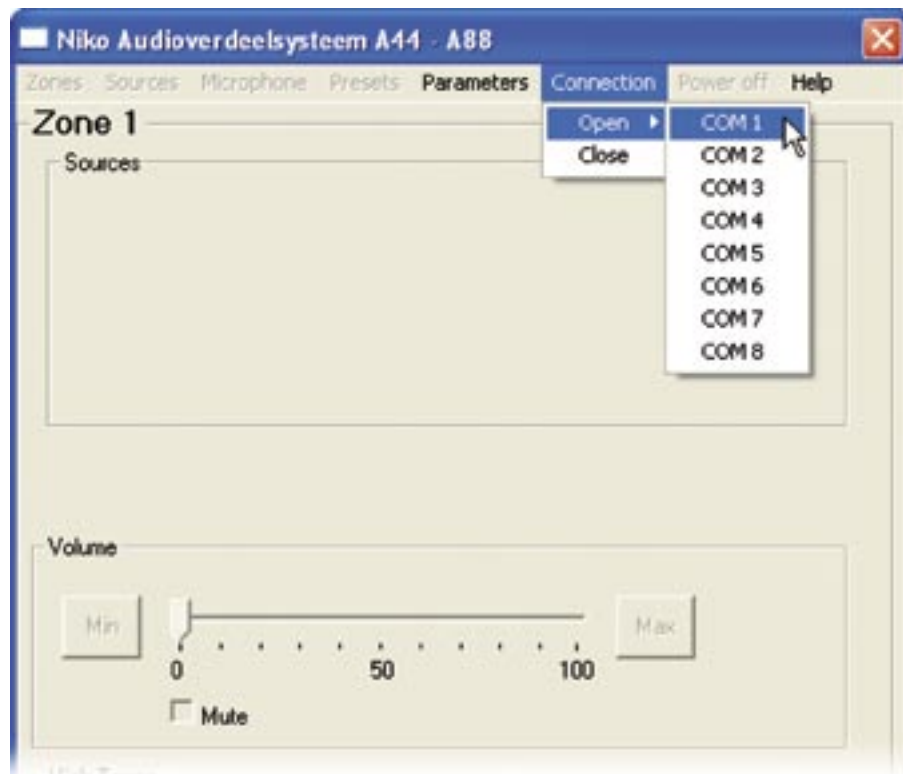 Niko Audioverdeelsysteem A44 - A88
Zones Sources Microphone Presets Parameters Connection Power off Help
Zone 1
Open COM 1
Close COM 2
COM 3
COM 4
COM 5
COM 6
COM 7
COM 8
Sources
Volume
Min Max
0 50 100
Mute